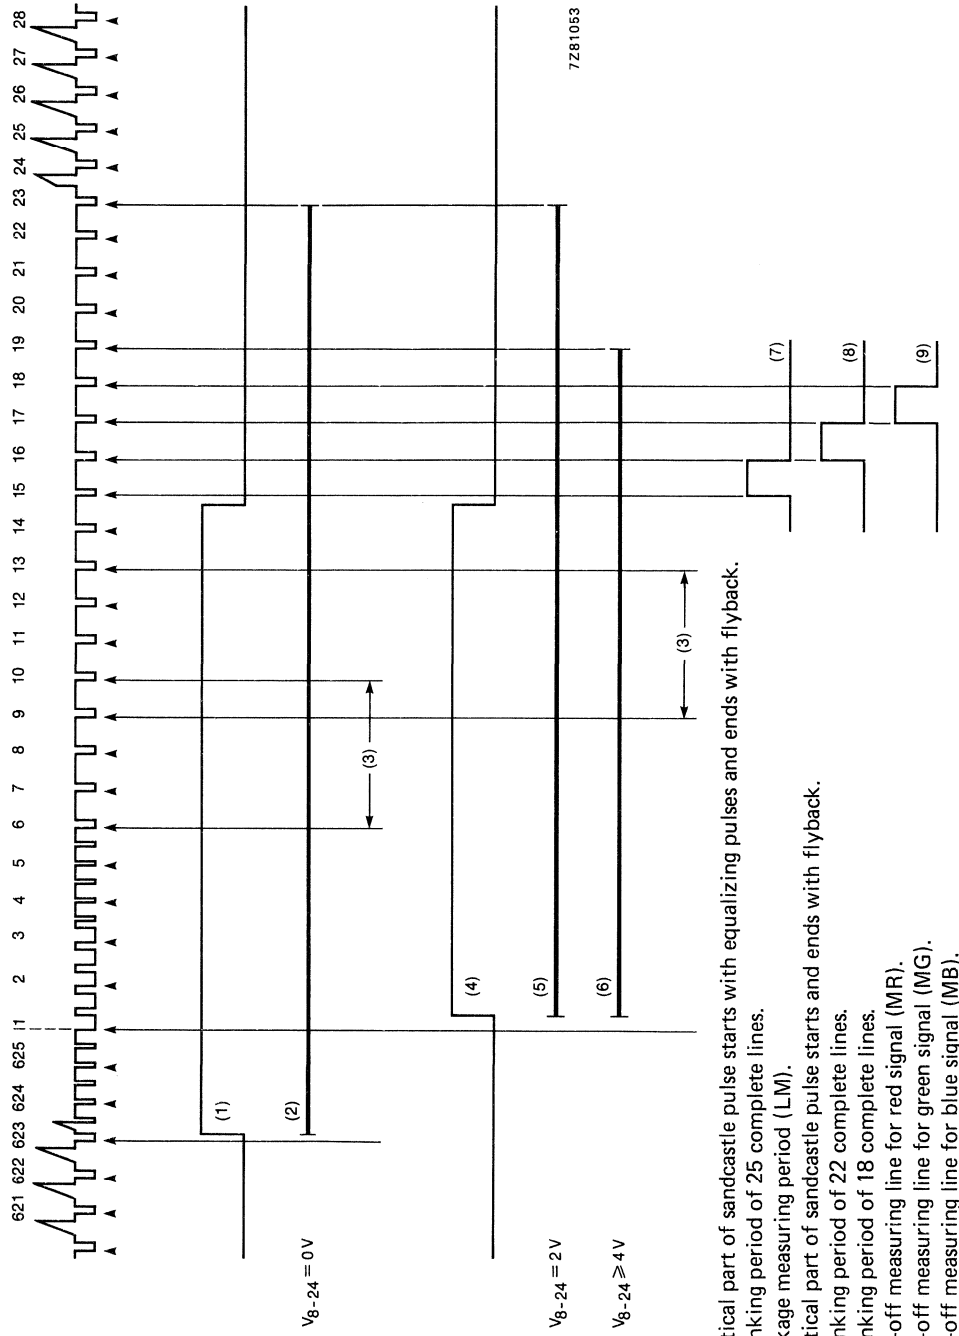 621 622 623 624 625 1 2 3 4 5 6 7 8 9 10 11 12 13 14 15 16 17 18 19 20 21 22 23 24 25 26 27 28
(1)
V8-24 = 0 V (2)
(3)
(4)
V8-24 = 2 V (5)
V8-24 ⩾ 4 V (6)
7Z81053
(3)
(7)
(8)
(9)
tical part of sandcastle pulse starts with equalizing pulses and ends with flyback.
nking period of 25 complete lines.
kage measuring period (LM).
tical part of sandcastle pulse starts and ends with flyback.
nking period of 22 complete lines.
nking period of 18 complete lines.
-off measuring line for red signal (MR).
-off measuring line for green signal (MG).
-off measuring line for blue signal (MB).